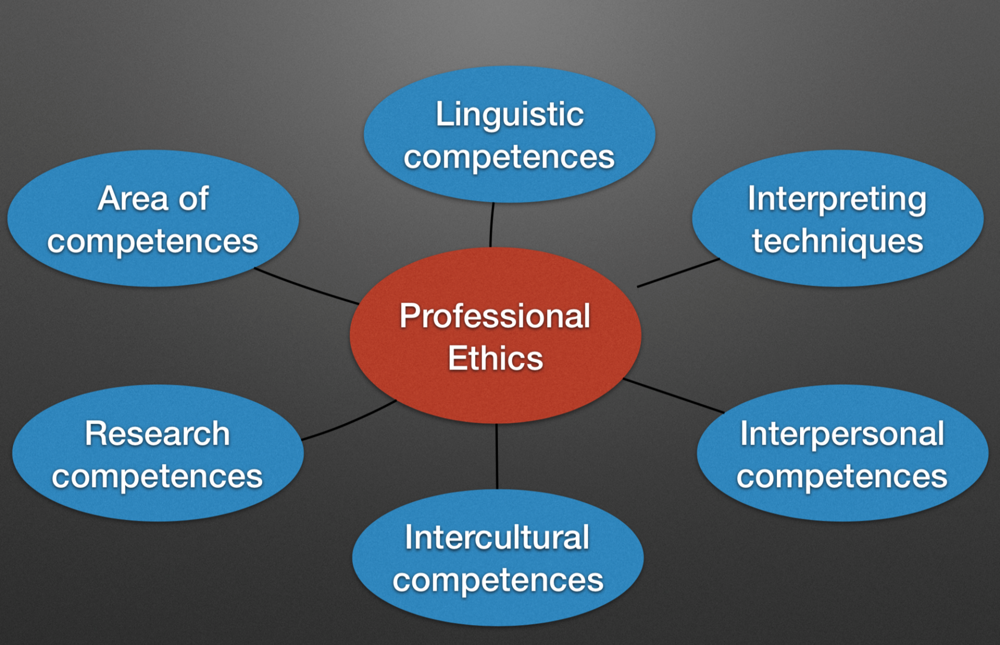 Linguistic
competences
Area of
competences
Interpreting
techniques
Professional
Ethics
Research
competences
Interpersonal
competences
Intercultural
competences